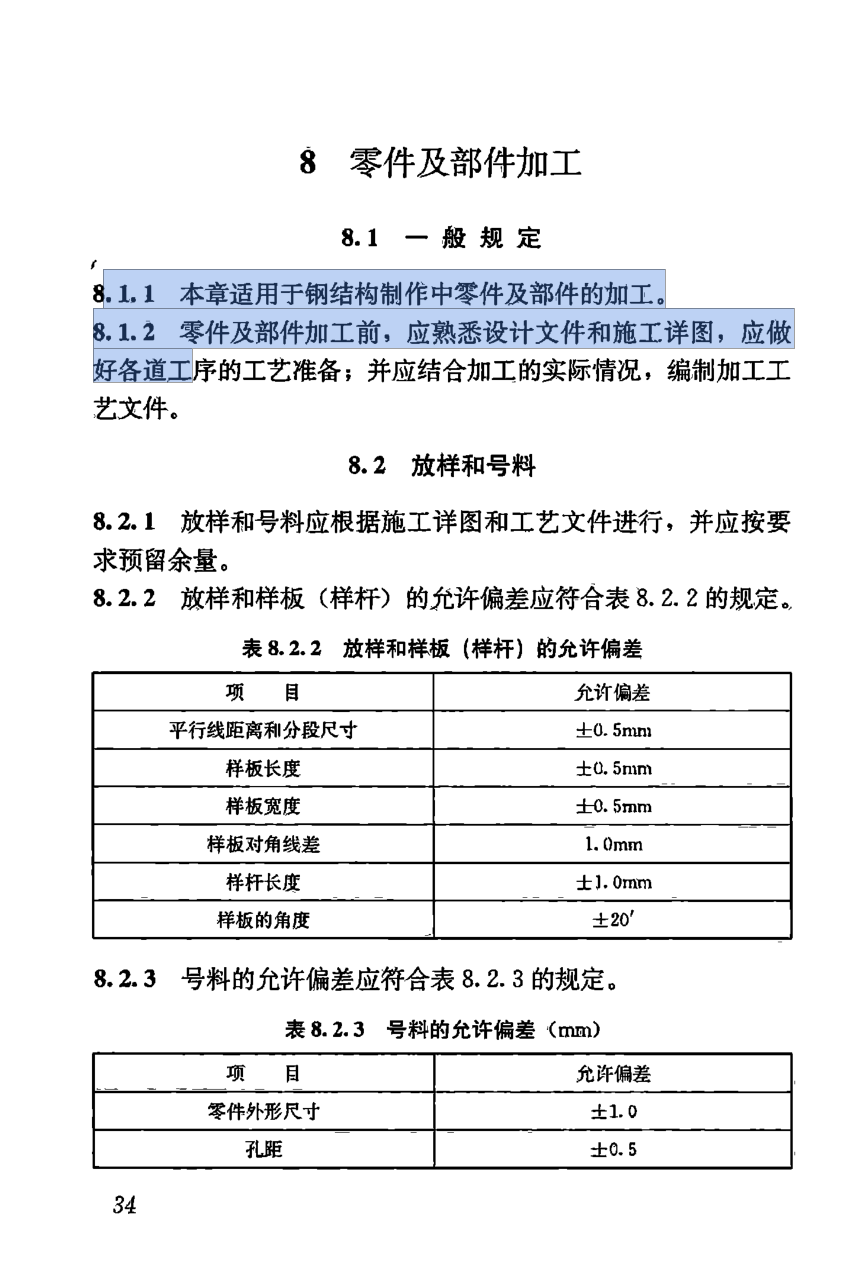 8 零件及部件加工
8.1 一般规定
8.1.1 本章适用于钢结构制作中零件及部件的加工。
8.1.2 零件及部件加工前，应熟悉设计文件和施工详图，应做
好各道工序的工艺准备；并应结合加工的实际情况，编制加工工
艺文件。
8.2 放样和号料
8.2.1 放样和号料应根据施工详图和工艺文件进行，并应按要
求预留余量。
8.2.2 放样和样板（样杆）的允许偏差应符合表 8.2.2 的规定。
表 8.2.2 放样和样板（样杆）的允许偏差
项 目 允许偏差
平行线距离和分段尺寸 ±0.5mm
样板长度 ±0.5mm
样板宽度 ±0.5mm
样板对角线差 1.0mm
样杆长度 ±1.0mm
样板的角度 ±20′
8.2.3 号料的允许偏差应符合表 8.2.3 的规定。
表 8.2.3 号料的允许偏差（mm）
项 目 允许偏差
零件外形尺寸 ±1.0
孔距 ±0.5
34